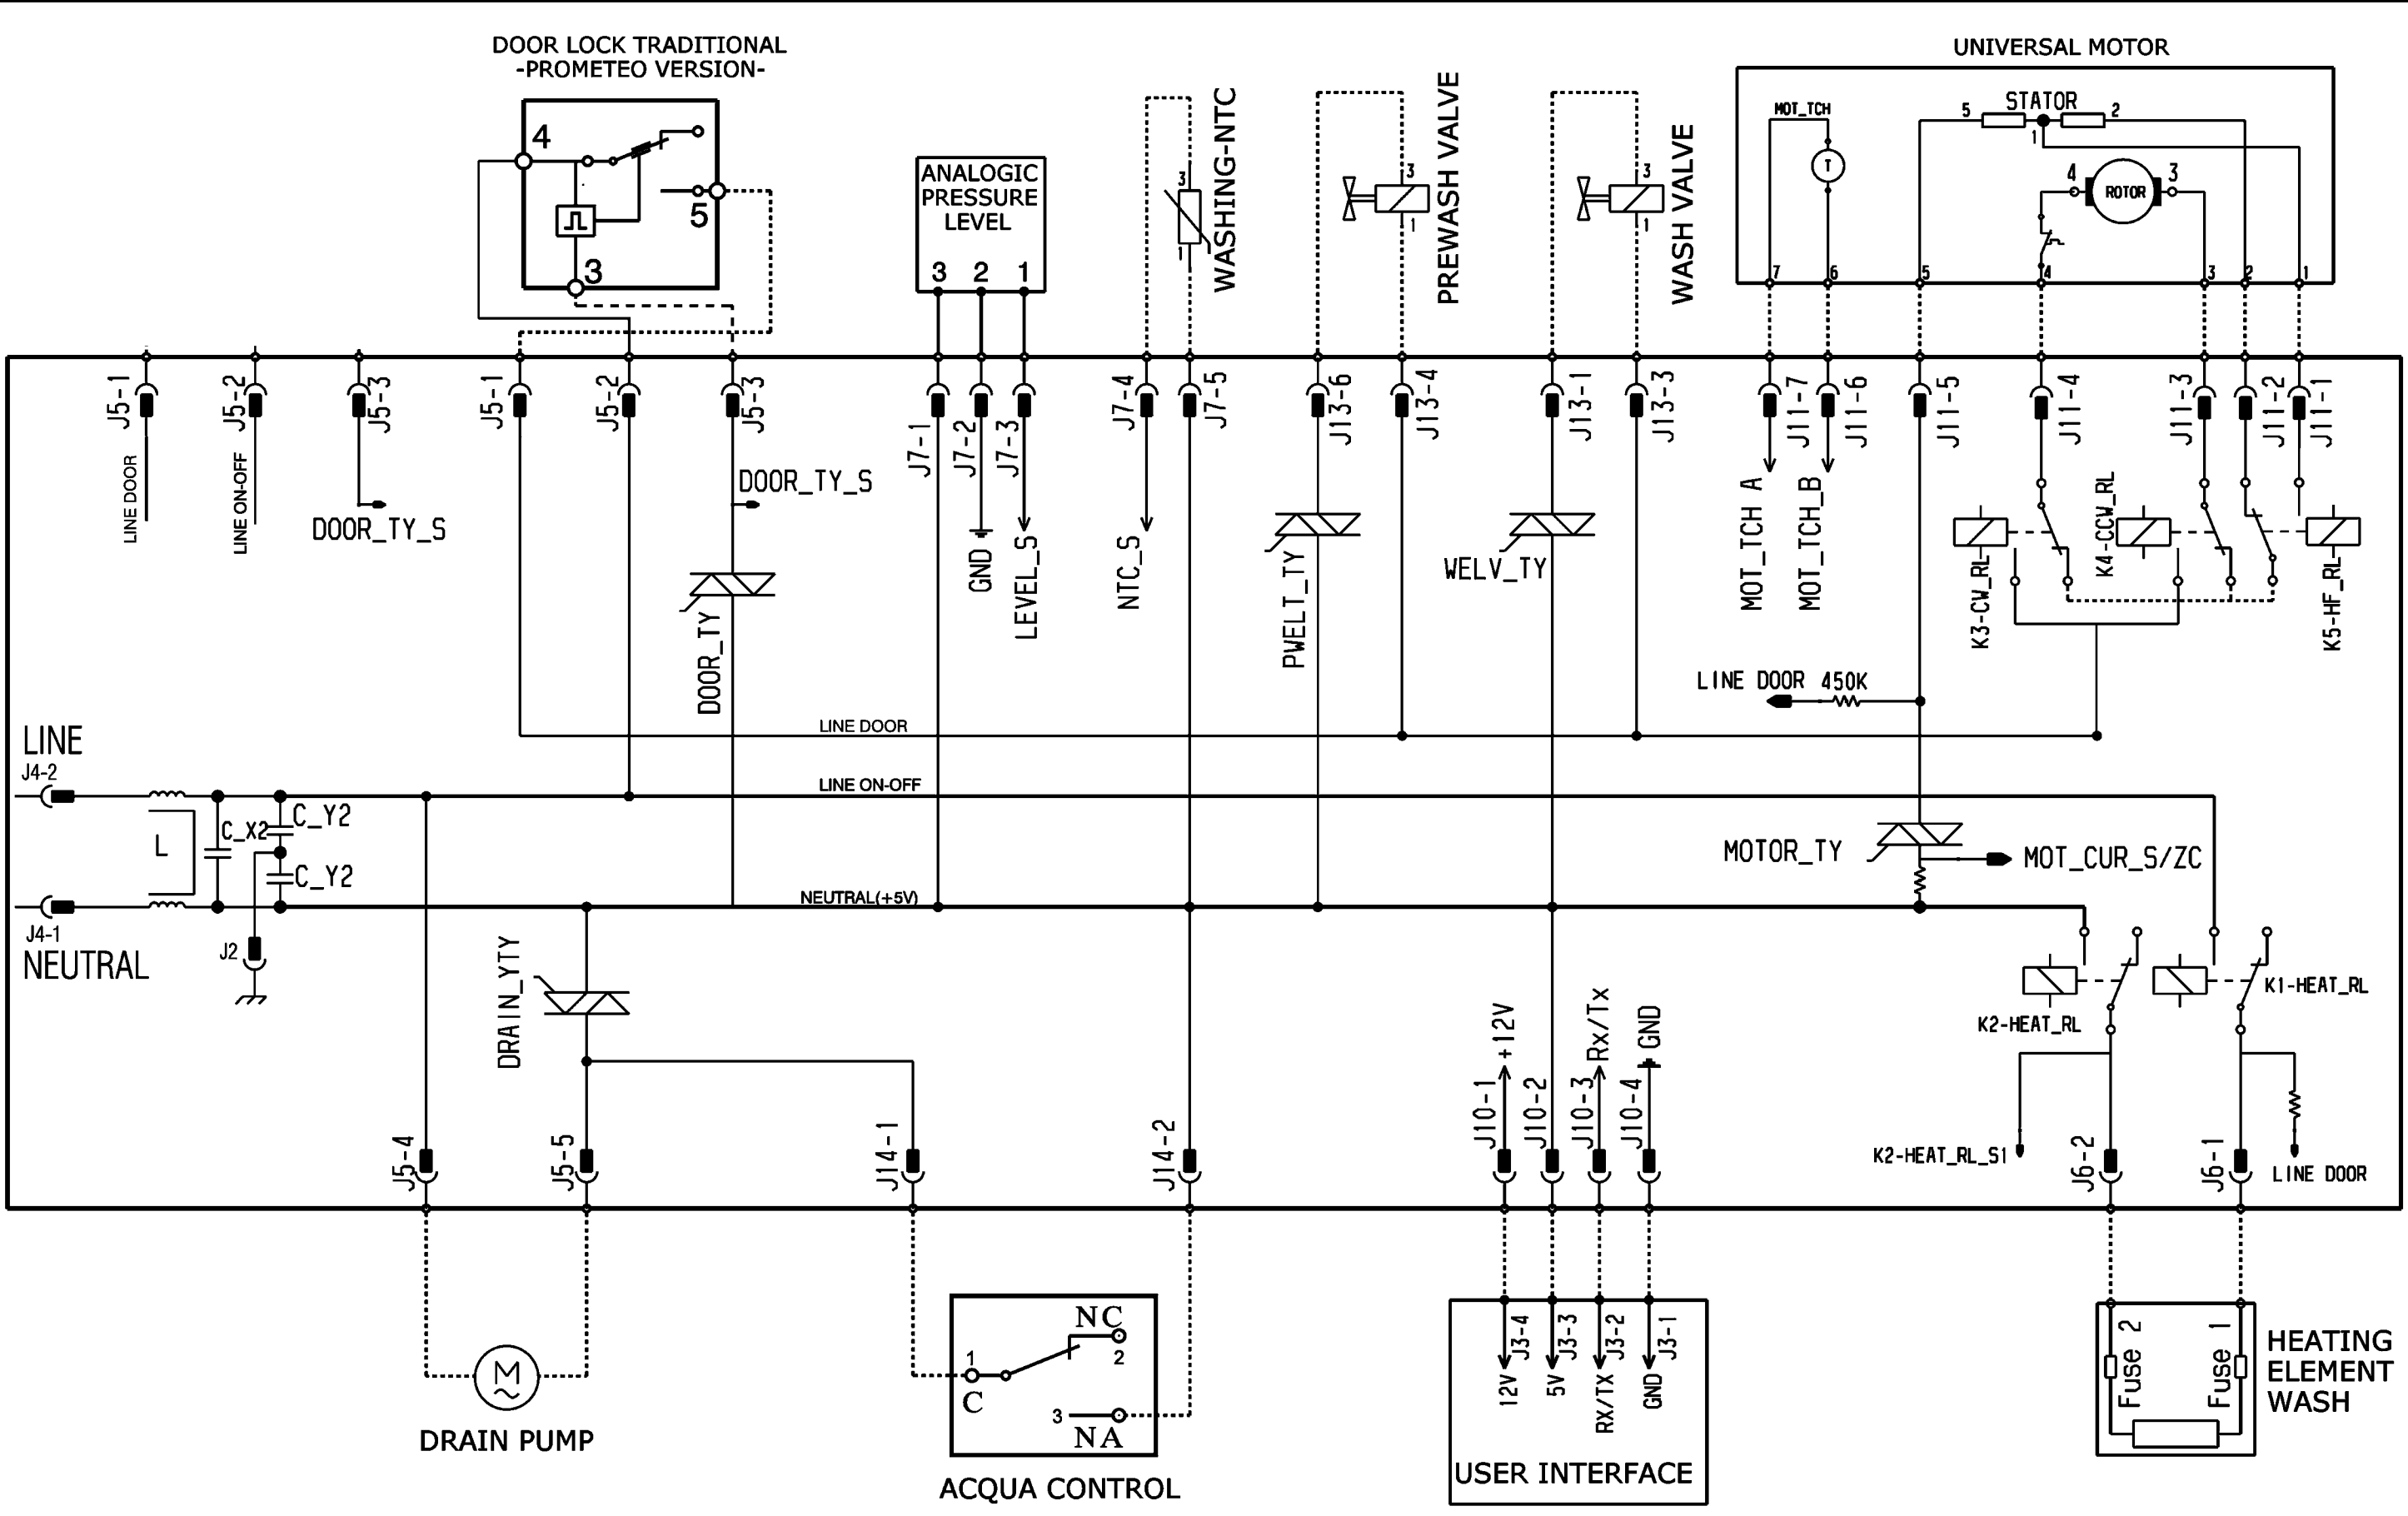 DOOR LOCK TRADITIONAL
-PROMETEO VERSION-
4
5
3
ANALOGIC
PRESSURE
LEVEL
3 2 1
3
1
WASHING-NTC
3
1
PREWASH VALVE
3
1
WASH VALVE
UNIVERSAL MOTOR
MOT_TCH
T
5
STATOR
2
1
4
ROTOR
3
7
6
5
4
3
2
1
J5-1
J5-2
J5-3
J5-1
J5-2
J5-3
J7-1
J7-2
J7-3
J7-4
J7-5
J13-6
J13-4
J13-1
J13-3
J11-7
J11-6
J11-5
J11-4
J11-3
J11-2
J11-1
LINE DOOR
LINE ON-OFF
DOOR_TY_S
DOOR_TY_S
DOOR_TY
GND
LEVEL_S
NTC_S
PWELT_TY
WELV_TY
MOT_TCH A
MOT_TCH_B
K3-CW_RL
K4-CCW_RL
K5-HF_RL
LINE DOOR 450K
LINE
J4-2
LINE DOOR
LINE ON-OFF
L
C_X2
C_Y2
C_Y2
NEUTRAL(+5V)
J4-1
NEUTRAL
J2
MOTOR_TY
MOT_CUR_S/ZC
DRAIN_YTY
K2-HEAT_RL
K1-HEAT_RL
+12V
Rx/Tx
GND
J10-1
J10-2
J10-3
J10-4
J5-4
J5-5
J14-1
J14-2
K2-HEAT_RL_S1
J6-2
J6-1
LINE DOOR
M
DRAIN PUMP
NC
1
2
C
3
NA
ACQUA CONTROL
J3-4
J3-3
J3-2
J3-1
12V
5V
RX/TX
GND
USER INTERFACE
Fuse 2
Fuse 1
HEATING
ELEMENT
WASH